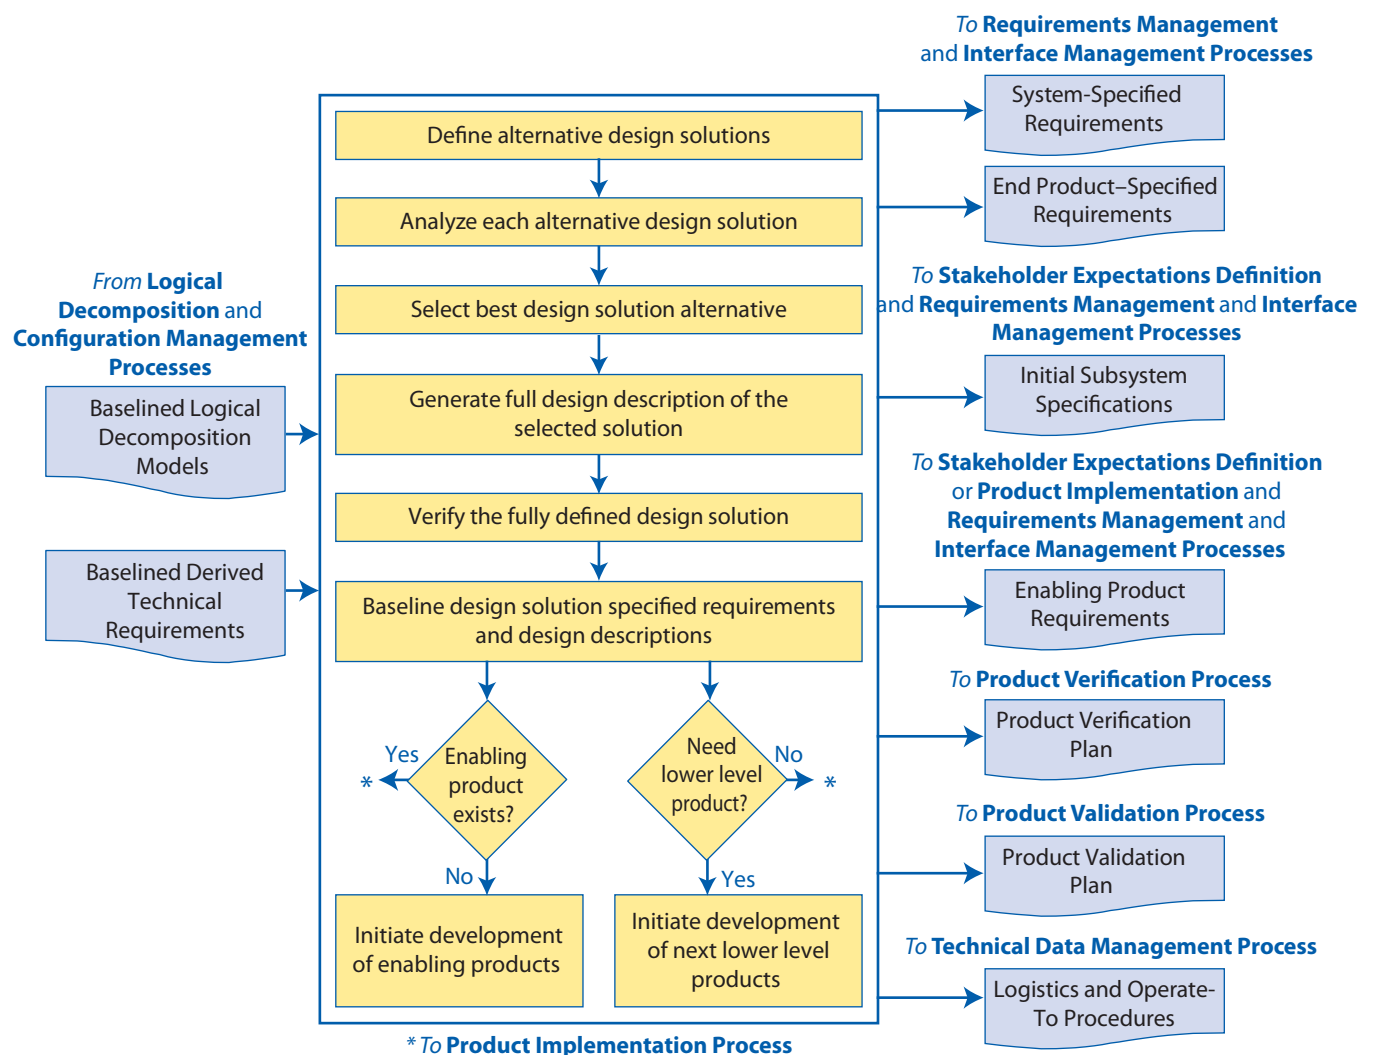 From Logical
Decomposition and
Configuration Management
Processes
Baselined Logical
Decomposition
Models
Baselined Derived
Technical
Requirements
Define alternative design solutions
Analyze each alternative design solution
Select best design solution alternative
Generate full design description of the
selected solution
Verify the fully defined design solution
Baseline design solution specified requirements
and design descriptions
Yes
*
Enabling
product
exists?
No
Need
lower level
product?
No
*
Yes
Initiate development
of enabling products
Initiate development
of next lower level
products
* To Product Implementation Process
To Requirements Management
and Interface Management Processes
System-Specified
Requirements
End Product–Specified
Requirements
To Stakeholder Expectations Definition
and Requirements Management and Interface
Management Processes
Initial Subsystem
Specifications
To Stakeholder Expectations Definition
or Product Implementation and
Requirements Management and
Interface Management Processes
Enabling Product
Requirements
To Product Verification Process
Product Verification
Plan
To Product Validation Process
Product Validation
Plan
To Technical Data Management Process
Logistics and Operate-
To Procedures